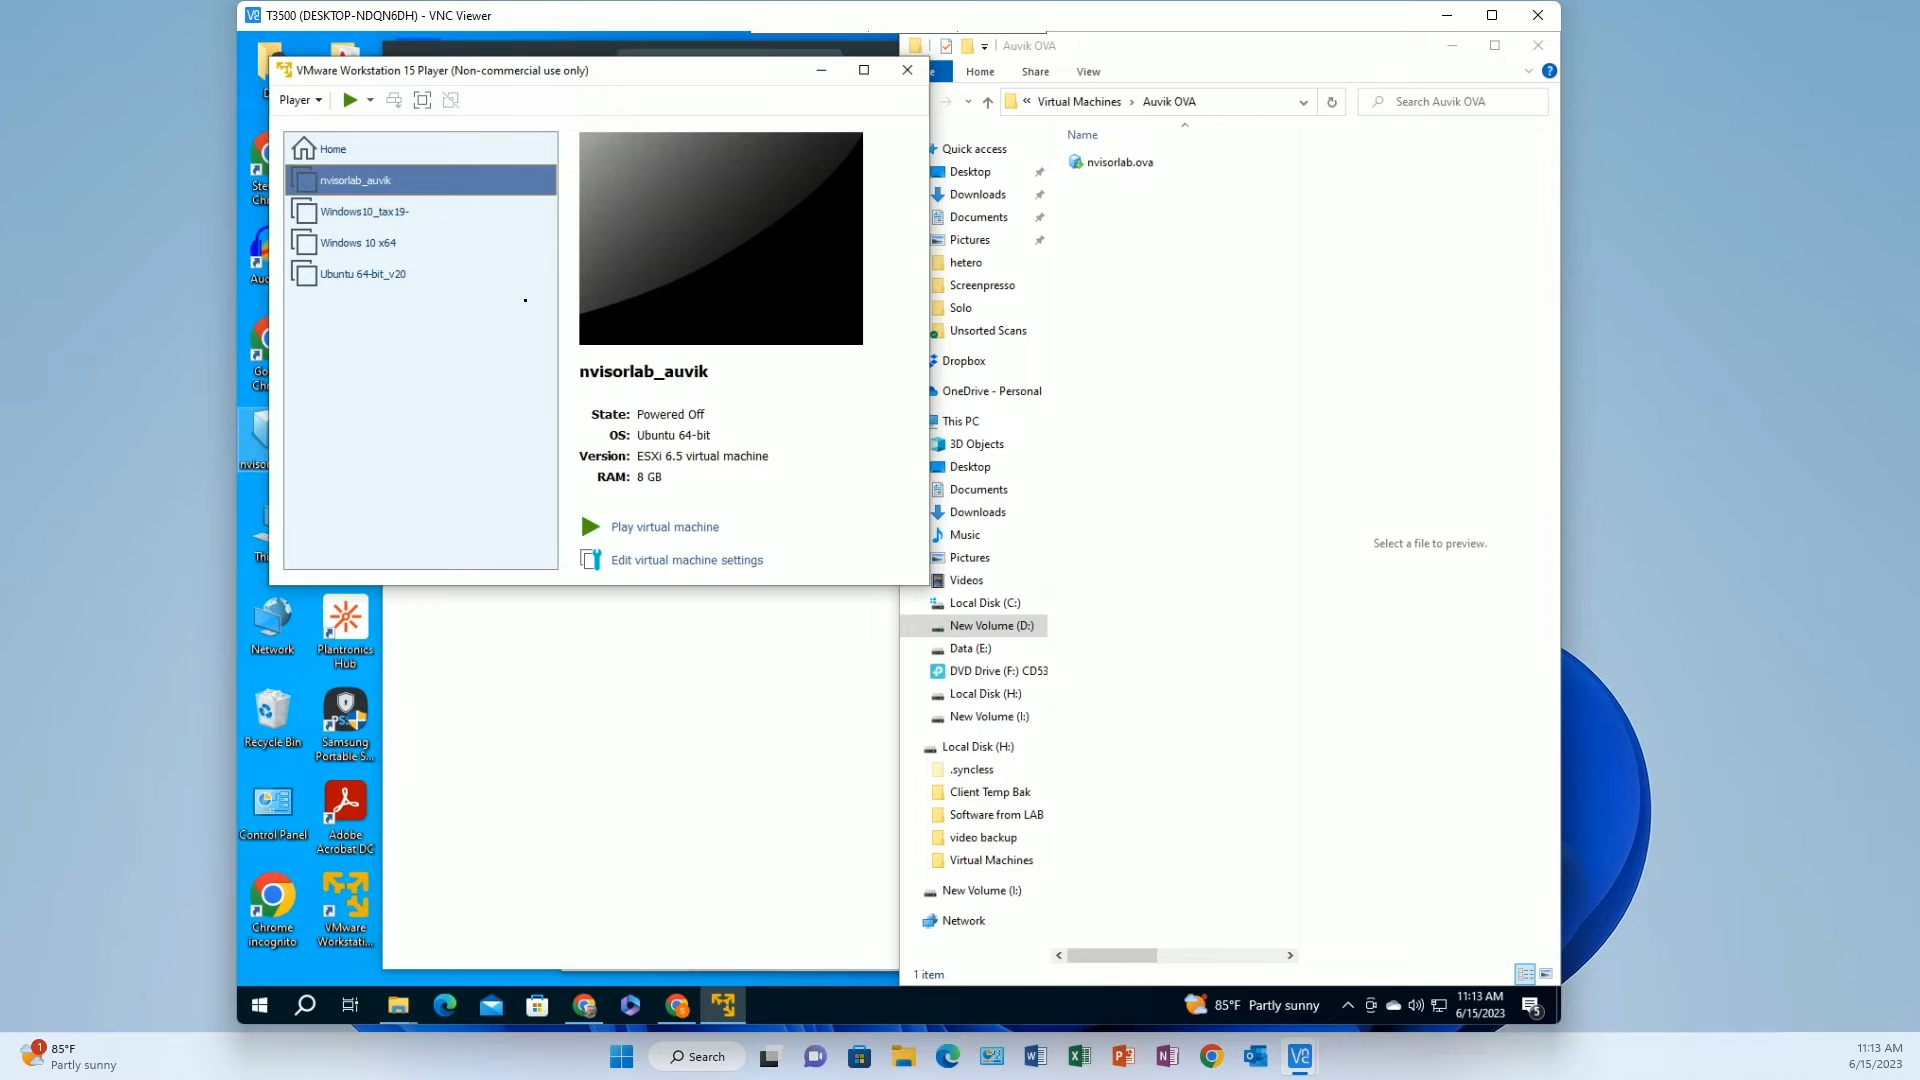 T3500 (DESKTOP-NDQN6DH) - VNC Viewer
VMware Workstation 15 Player (Non-commercial use only)
Player
Home
nvisorlab_auvik
Windows10_tax19-
Windows 10 x64
Ubuntu 64-bit_v20
nvisorlab_auvik
State: Powered Off
OS: Ubuntu 64-bit
Version: ESXi 6.5 virtual machine
RAM: 8 GB
Play virtual machine
Edit virtual machine settings
Auvik OVA
Home
Share
View
Virtual Machines
Auvik OVA
Search Auvik OVA
Name
nvisorlab.ova
Quick access
Desktop
Downloads
Documents
Pictures
hetero
Screenpresso
Solo
Unsorted Scans
Dropbox
OneDrive - Personal
This PC
3D Objects
Desktop
Documents
Downloads
Music
Pictures
Videos
Local Disk (C:)
New Volume (D:)
Data (E:)
DVD Drive (F:) CD53
Local Disk (H:)
New Volume (I:)
Local Disk (H:)
.syncless
Client Temp Bak
Software from LAB
video backup
Virtual Machines
New Volume (I:)
Network
Select a file to preview.
1 item
Network
Plantronics
Hub
Recycle Bin
Samsung
Portable S...
Control Panel
Adobe
Acrobat DC
Chrome
incognito
VMware
Workstati...
85°F Partly sunny
11:13 AM
6/15/2023
5
1
85°F
Partly sunny
Search
11:13 AM
6/15/2023